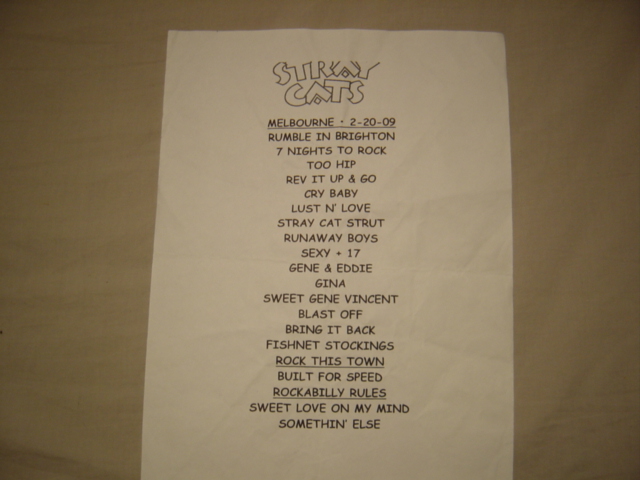 STRAY
CATS
MELBOURNE • 2-20-09
RUMBLE IN BRIGHTON
7 NIGHTS TO ROCK
TOO HIP
REV IT UP & GO
CRY BABY
LUST N' LOVE
STRAY CAT STRUT
RUNAWAY BOYS
SEXY + 17
GENE & EDDIE
GINA
SWEET GENE VINCENT
BLAST OFF
BRING IT BACK
FISHNET STOCKINGS
ROCK THIS TOWN
BUILT FOR SPEED
ROCKABILLY RULES
SWEET LOVE ON MY MIND
SOMETHIN' ELSE